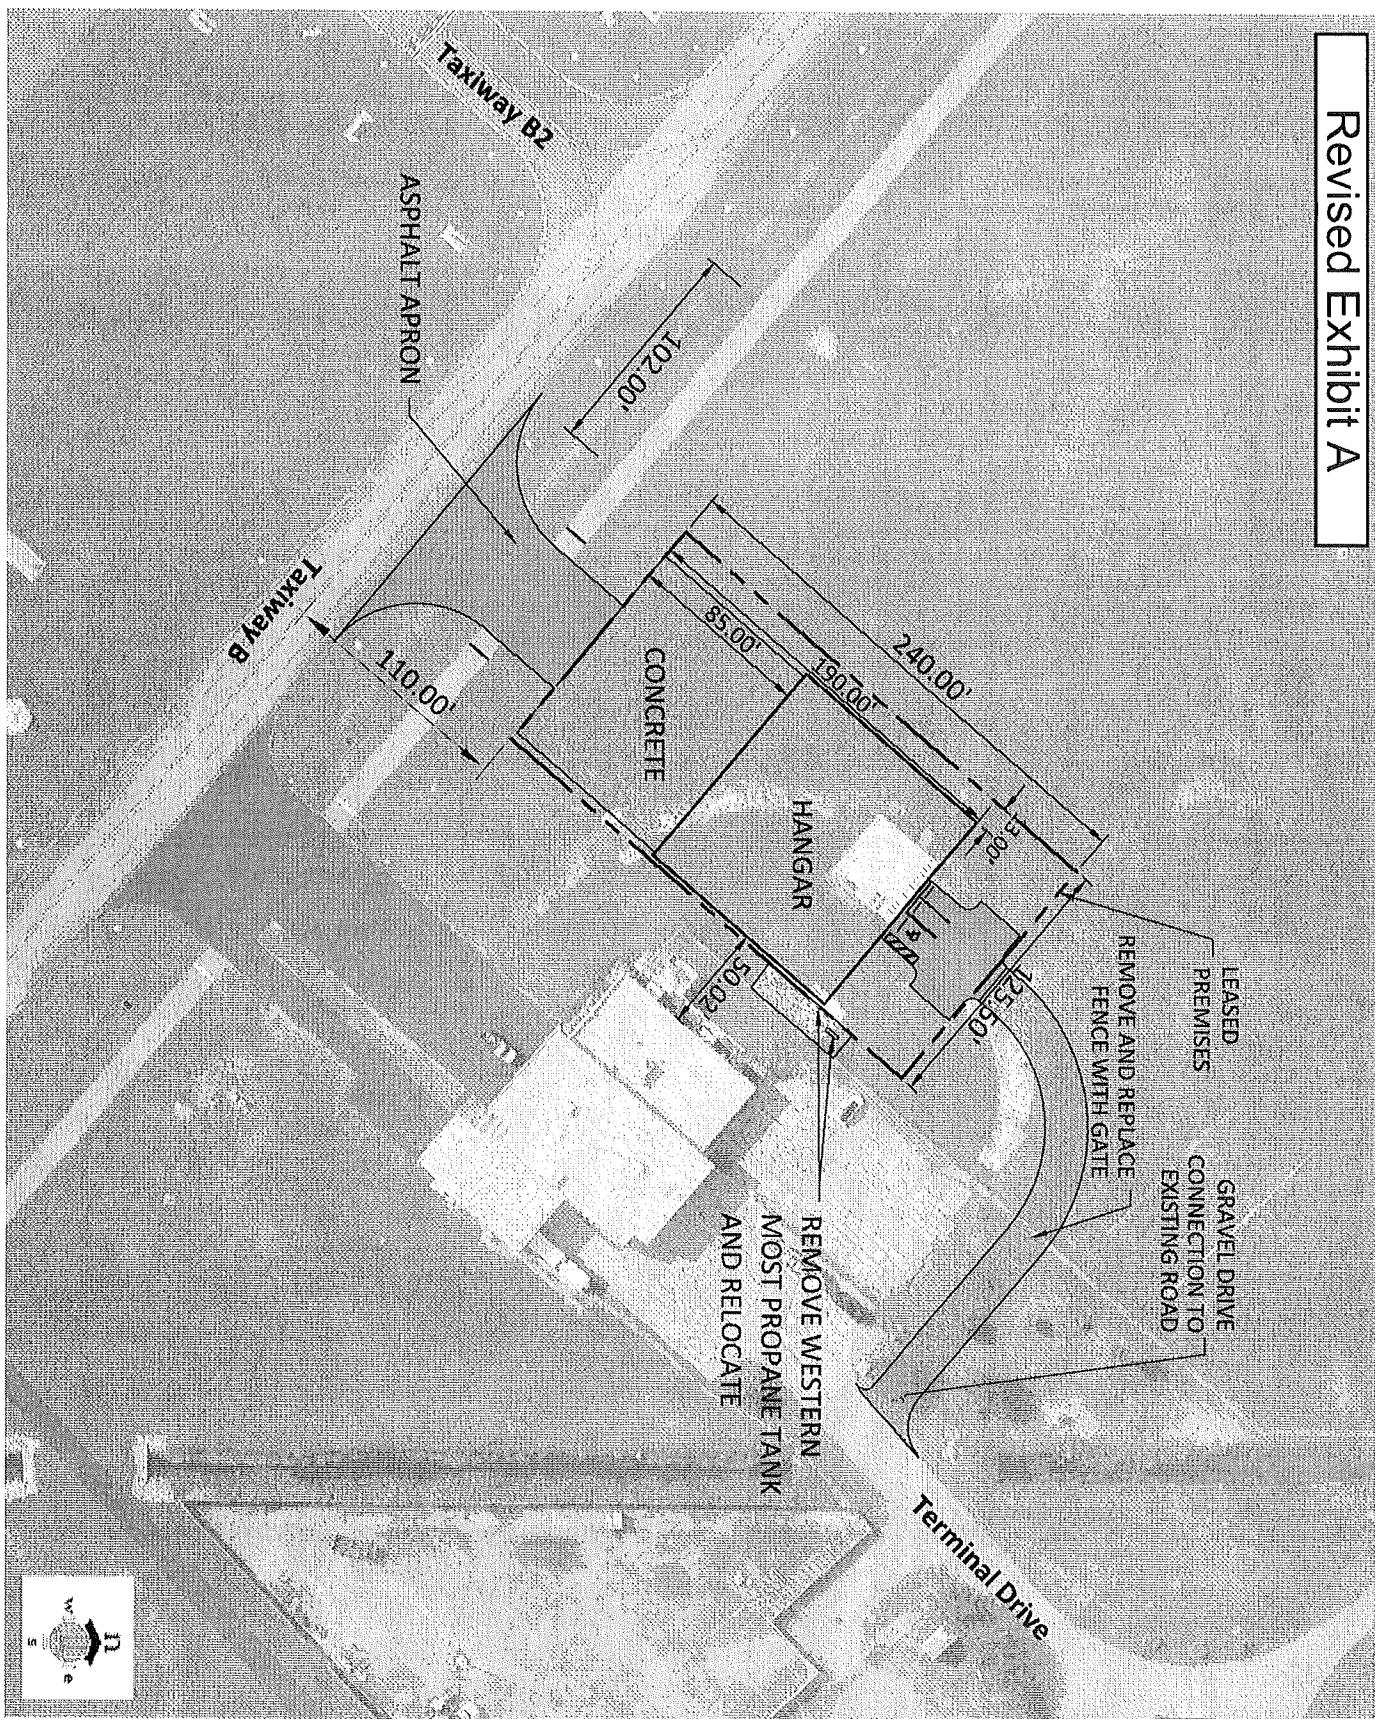 Revised Exhibit A
Taxiway B2
ASPHALT APRON
102.00'
Taxiway B
110.00'
240.00'
190.00'
85.00'
CONCRETE
HANGAR
13.00'
125.60'
50.02
LEASED
PREMISES
REMOVE AND REPLACE
FENCE WITH GATE
GRAVEL DRIVE
CONNECTION TO
EXISTING ROAD
REMOVE WESTERN
MOST PROPANE TANK
AND RELOCATE
Terminal Drive
n
w
e
s